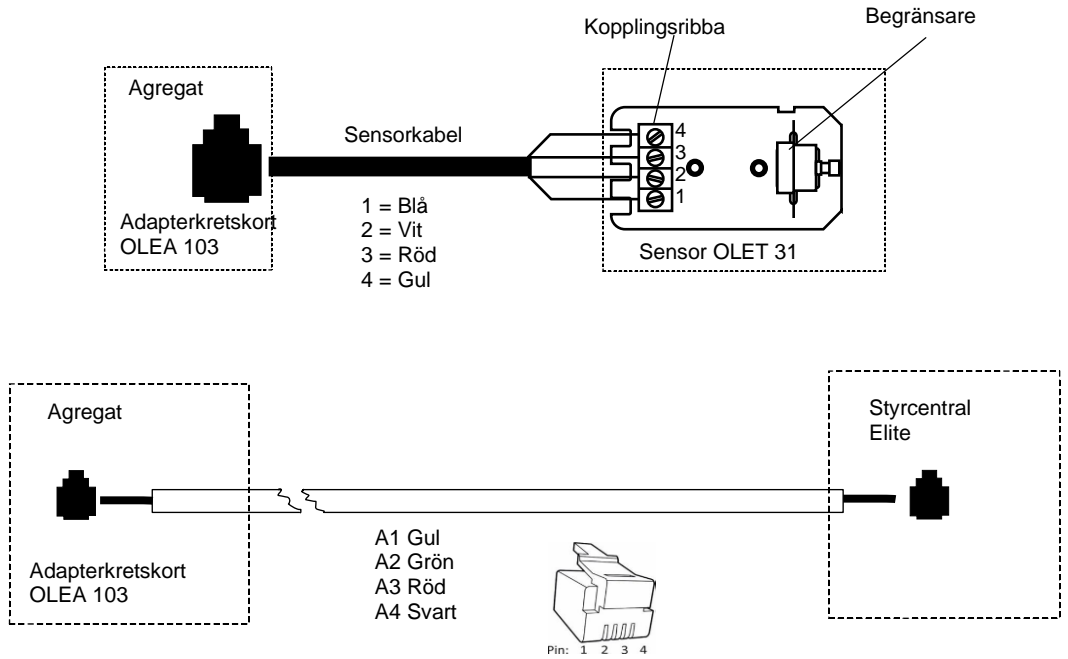 Kopplingsribba
Begränsare
Agregat
Sensorkabel
4
3
2
1
Adapterkretskort
OLEA 103
1 = Blå
2 = Vit
3 = Röd
4 = Gul
Sensor OLET 31
Agregat
Styrcentral
Elite
A1 Gul
A2 Grön
A3 Röd
A4 Svart
Adapterkretskort
OLEA 103
Pin: 1 2 3 4